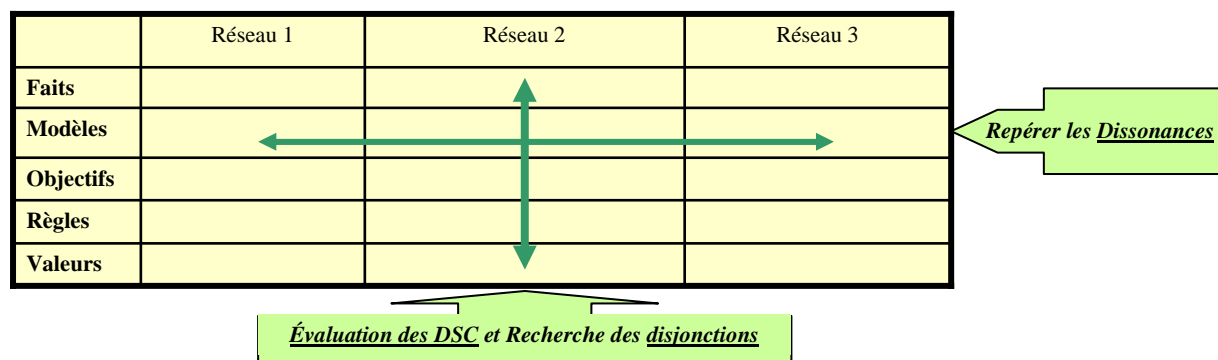 Réseau 1 Réseau 2 Réseau 3
Faits
Modèles
Repérer les Dissonances
Objectifs
Règles
Valeurs
Évaluation des DSC et Recherche des disjonctions